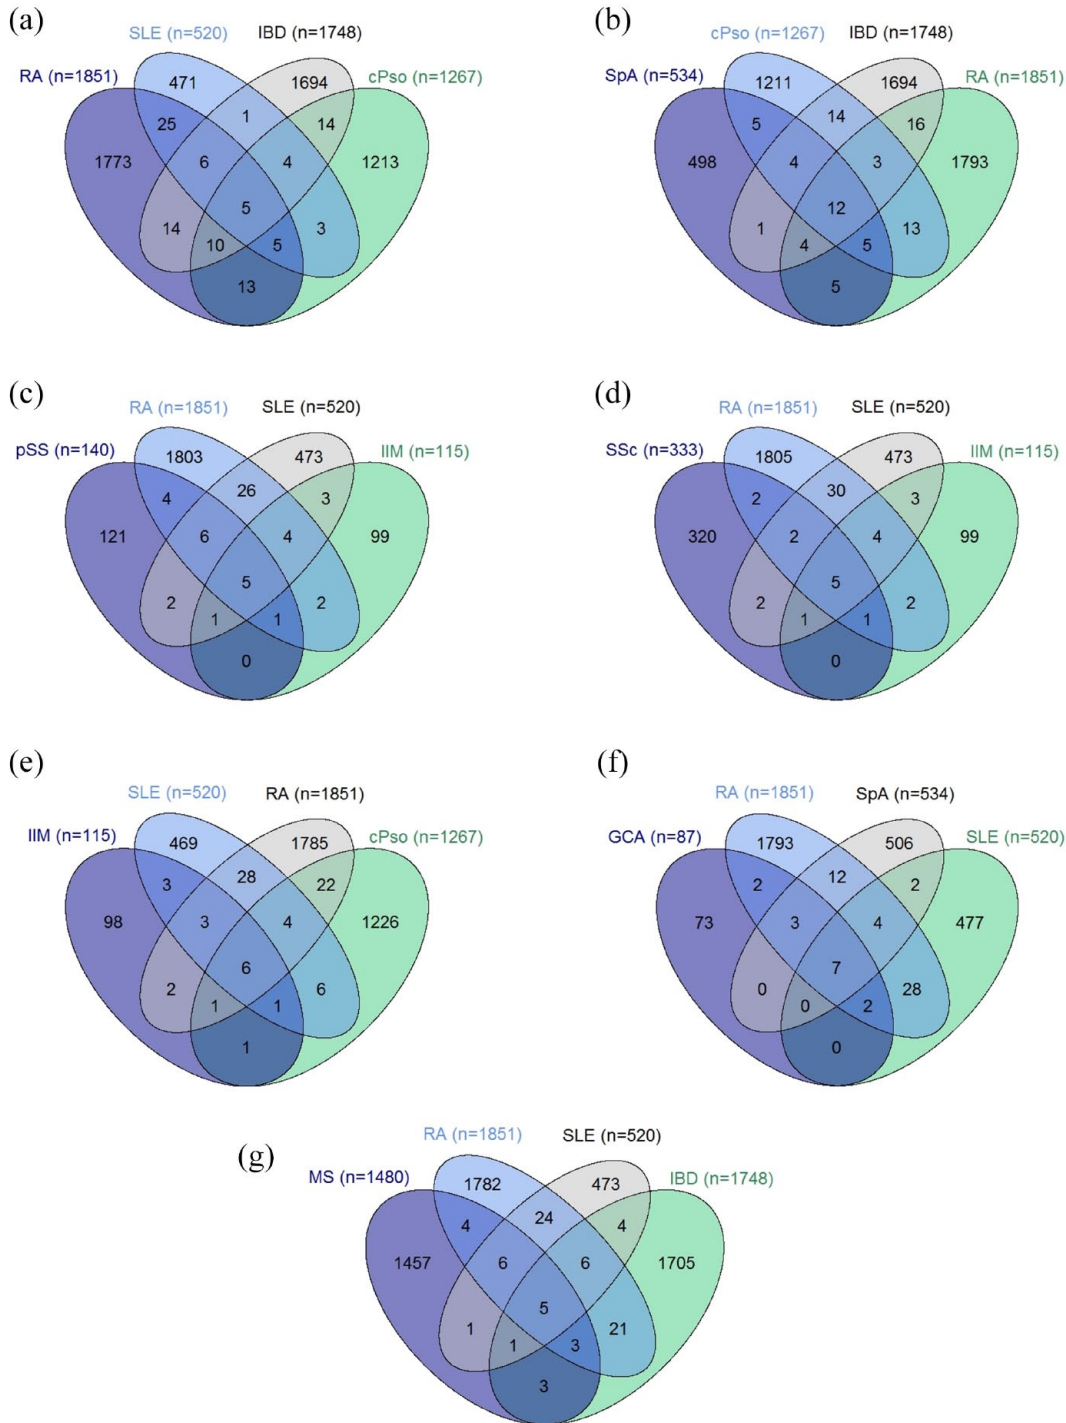 (a)
SLE (n=520) IBD (n=1748)
RA (n=1851) cPso (n=1267)
471 1694
25 1 14
1773 6 4 1213
5
14 10 5 3
13
(b)
cPso (n=1267) IBD (n=1748)
SpA (n=534) RA (n=1851)
1211 1694
5 14 16
498 4 3 1793
12
1 4 5 13
5
(c)
RA (n=1851) SLE (n=520)
pSS (n=140) IIM (n=115)
1803 473
4 26 3
121 6 4 99
5
2 1 1 2
0
(d)
RA (n=1851) SLE (n=520)
SSc (n=333) IIM (n=115)
1805 473
2 30 3
320 2 4 99
5
2 1 1 2
0
(e)
SLE (n=520) RA (n=1851)
IIM (n=115) cPso (n=1267)
469 1785
3 28 22
98 3 4 1226
6
2 1 1 6
1
(f)
RA (n=1851) SpA (n=534)
GCA (n=87) SLE (n=520)
1793 506
2 12 2
73 3 4 477
7
0 0 2 28
0
(g)
RA (n=1851) SLE (n=520)
MS (n=1480) IBD (n=1748)
1782 473
4 24 4
1457 6 6 1705
5
1 1 3 21
3